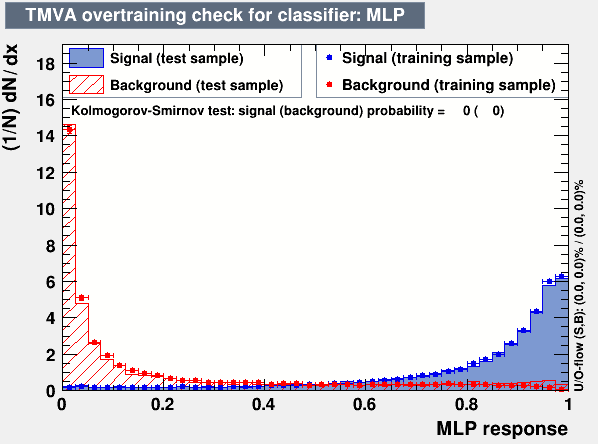 TMVA overtraining check for classifier: MLP
Signal (test sample)
Background (test sample)
Signal (training sample)
Background (training sample)
Kolmogorov-Smirnov test: signal (background) probability = 0 ( 0)
(1/N) dN / dx
18
16
14
12
10
8
6
4
2
0
0 0.2 0.4 0.6 0.8 1
MLP response
U/O-flow (S,B): (0.0, 0.0)% / (0.0, 0.0)%